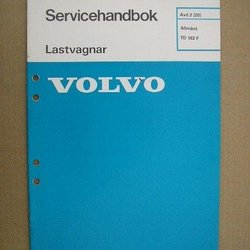 Servicehandbok
Avd 2 (20)
Allmänt
TD 162 F
Lastvagnar
VOLVO